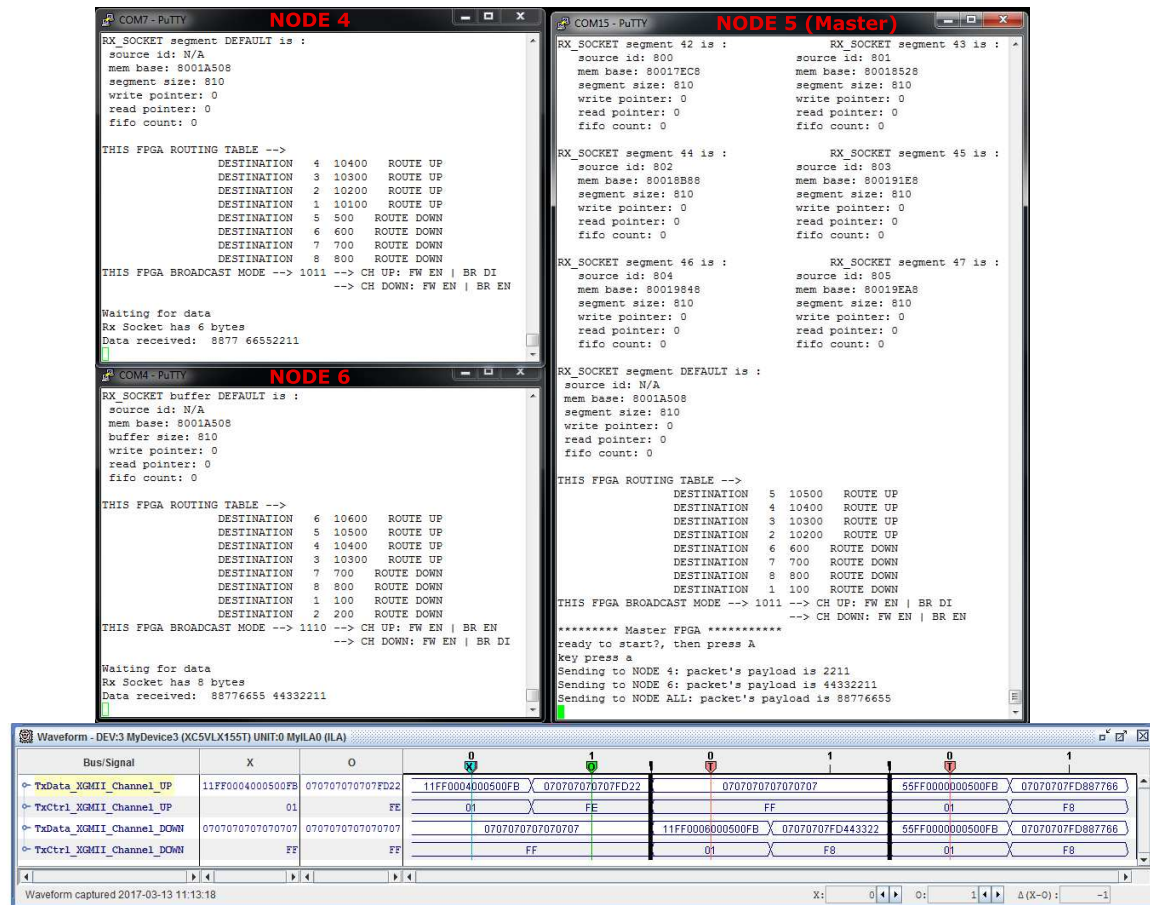 COM7 - PuTTY NODE 4
RX_SOCKET segment DEFAULT is :
source id: N/A
mem base: 8001A508
segment size: 810
write pointer: 0
read pointer: 0
fifo count: 0
THIS FPGA ROUTING TABLE -->
DESTINATION 4 10400 ROUTE UP
DESTINATION 3 10300 ROUTE UP
DESTINATION 2 10200 ROUTE UP
DESTINATION 1 10100 ROUTE UP
DESTINATION 5 500 ROUTE DOWN
DESTINATION 6 600 ROUTE DOWN
DESTINATION 7 700 ROUTE DOWN
DESTINATION 8 800 ROUTE DOWN
THIS FPGA BROADCAST MODE --> 1011 --> CH UP: FW EN | BR DI
--> CH DOWN: FW EN | BR EN
Waiting for data
Rx Socket has 6 bytes
Data received: 8877 66552211
COM4 - PuTTY NODE 6
RX_SOCKET buffer DEFAULT is :
source id: N/A
mem base: 8001A508
buffer size: 810
write pointer: 0
read pointer: 0
fifo count: 0
THIS FPGA ROUTING TABLE -->
DESTINATION 6 10600 ROUTE UP
DESTINATION 5 10500 ROUTE UP
DESTINATION 4 10400 ROUTE UP
DESTINATION 3 10300 ROUTE UP
DESTINATION 7 700 ROUTE DOWN
DESTINATION 8 800 ROUTE DOWN
DESTINATION 1 100 ROUTE DOWN
DESTINATION 2 200 ROUTE DOWN
THIS FPGA BROADCAST MODE --> 1110 --> CH UP: FW EN | BR EN
--> CH DOWN: FW EN | BR DI
Waiting for data
Rx Socket has 8 bytes
Data received: 88776655 44332211
COM15 - PuTTY NODE 5 (Master)
RX_SOCKET segment 42 is : RX_SOCKET segment 43 is :
source id: 800 source id: 801
mem base: 80017EC8 mem base: 80018528
segment size: 810 segment size: 810
write pointer: 0 write pointer: 0
read pointer: 0 read pointer: 0
fifo count: 0 fifo count: 0
RX_SOCKET segment 44 is : RX_SOCKET segment 45 is :
source id: 802 source id: 803
mem base: 80018B88 mem base: 800191E8
segment size: 810 segment size: 810
write pointer: 0 write pointer: 0
read pointer: 0 read pointer: 0
fifo count: 0 fifo count: 0
RX_SOCKET segment 46 is : RX_SOCKET segment 47 is :
source id: 804 source id: 805
mem base: 80019848 mem base: 80019EA8
segment size: 810 segment size: 810
write pointer: 0 write pointer: 0
read pointer: 0 read pointer: 0
fifo count: 0 fifo count: 0
RX_SOCKET segment DEFAULT is :
source id: N/A
mem base: 8001A508
segment size: 810
write pointer: 0
read pointer: 0
fifo count: 0
THIS FPGA ROUTING TABLE -->
DESTINATION 5 10500 ROUTE UP
DESTINATION 4 10400 ROUTE UP
DESTINATION 3 10300 ROUTE UP
DESTINATION 2 10200 ROUTE UP
DESTINATION 6 600 ROUTE DOWN
DESTINATION 7 700 ROUTE DOWN
DESTINATION 8 800 ROUTE DOWN
DESTINATION 1 100 ROUTE DOWN
THIS FPGA BROADCAST MODE --> 1011 --> CH UP: FW EN | BR DI
--> CH DOWN: FW EN | BR EN
********* Master FPGA ***********
ready to start?, then press A
key press a
Sending to NODE 4: packet's payload is 2211
Sending to NODE 6: packet's payload is 44332211
Sending to NODE ALL: packet's payload is 88776655
Waveform - DEV:3 MyDevice3 (XC5VLX155T) UNIT:0 MyILA0 (ILA)
Bus/Signal X O 0 1 0 1 0 1
X O T T
TxData_XGMII_Channel_UP 11FF0004000500FB 070707070707FD22 11FF0004000500FB 070707070707FD22 0707070707070707 55FF0000000500FB 07070707FD887766
TxCtrl_XGMII_Channel_UP 01 FE 01 FE FF 01 F8
TxData_XGMII_Channel_DOWN 0707070707070707 0707070707070707 0707070707070707 11FF0006000500FB 07070707FD443322 55FF0000000500FB 07070707FD887766
TxCtrl_XGMII_Channel_DOWN FF FF FF 01 F8 01 F8
Waveform captured 2017-03-13 11:13:18 X: 0 O: 1 Δ (X-O) : -1